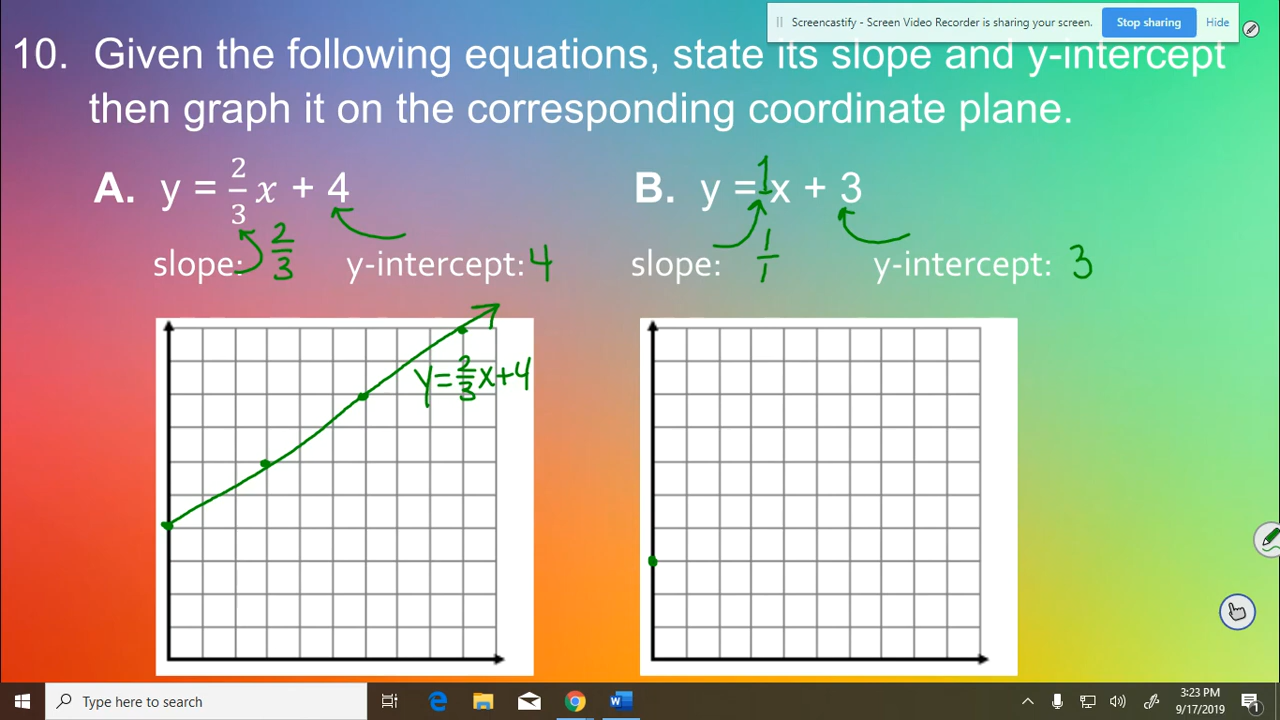 Screencastify - Screen Video Recorder is sharing your screen. Stop sharing Hide
10. Given the following equations, state its slope and y-intercept
then graph it on the corresponding coordinate plane.
A. y = 2/3 x + 4
B. y = 1x + 3
slope: 2/3 y-intercept: 4
slope: 1/1 y-intercept: 3
y = 2/3 x + 4
Type here to search
3:23 PM
9/17/2019
1